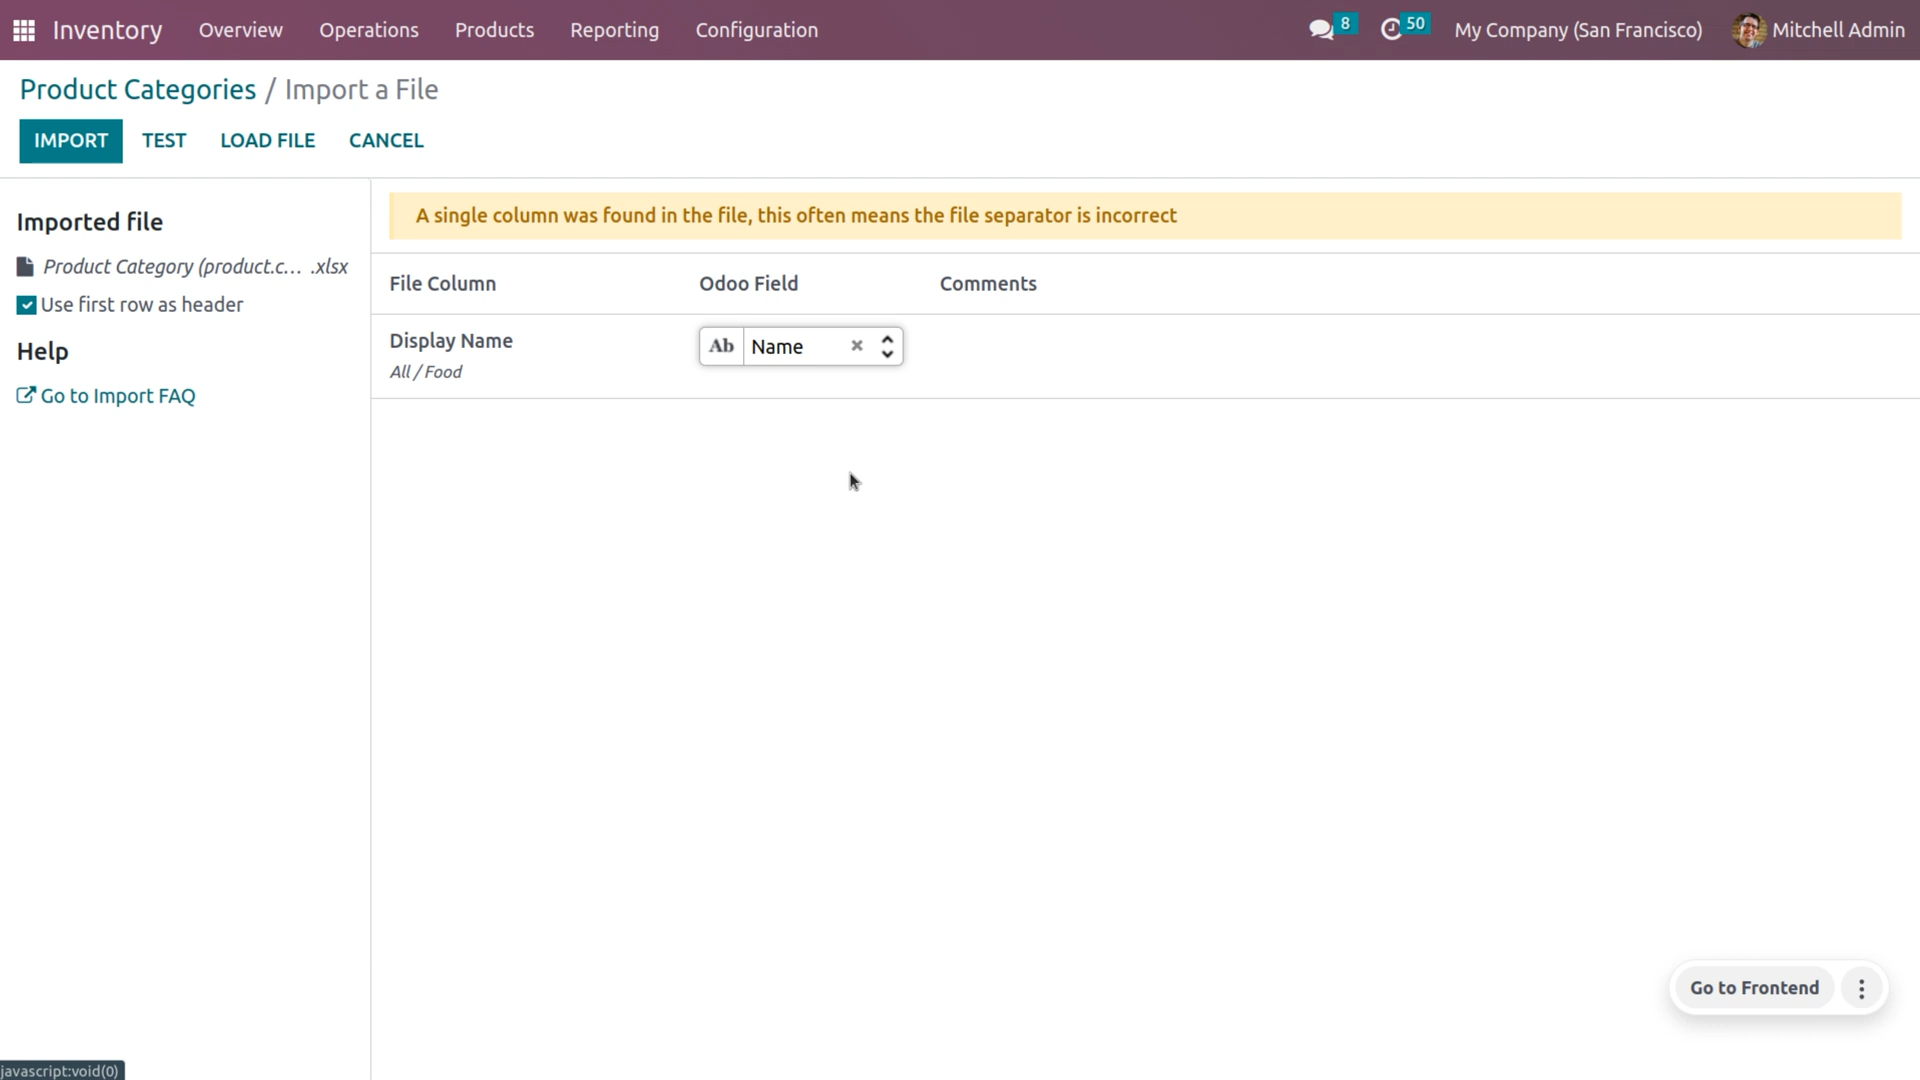 Inventory Overview Operations Products Reporting Configuration 8 50 My Company (San Francisco) Mitchell Admin
Product Categories / Import a File
IMPORT TEST LOAD FILE CANCEL
Imported file
Product Category (product.c... .xlsx
Use first row as header
Help
Go to Import FAQ
A single column was found in the file, this often means the file separator is incorrect
File Column Odoo Field Comments
Display Name Ab Name
All / Food
Go to Frontend
javascript:void(0)